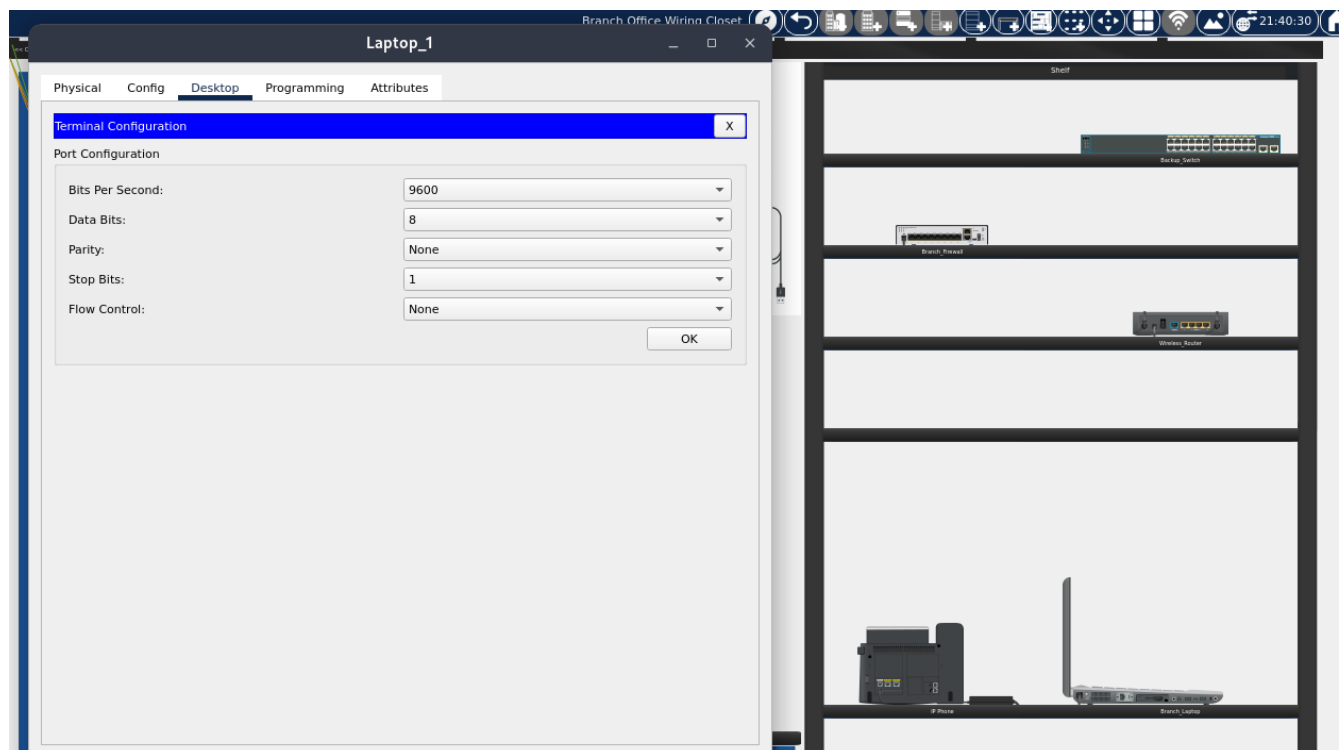 Branch Office Wiring Closet
21:40:30
Laptop_1
Physical Config Desktop Programming Attributes
Terminal Configuration X
Port Configuration
Bits Per Second: 9600
Data Bits: 8
Parity: None
Stop Bits: 1
Flow Control: None
OK
Shelf
Backup_Switch
Branch_Firewall
Wireless_Router
IP Phone
Branch_Laptop